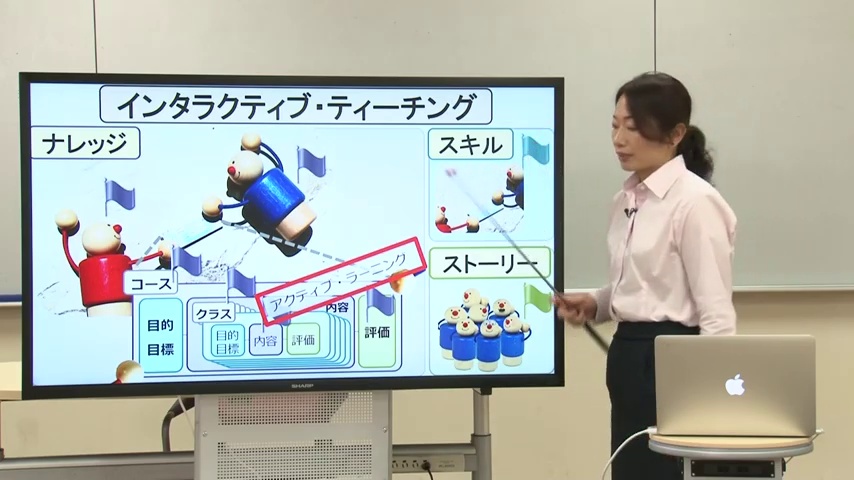 インタラクティブ・ティーチング
ナレッジ
スキル
ストーリー
アクティブ・ラーニング
コース
目的
目標
クラス
内容
目的
目標
内容
評価
評価
SHARP